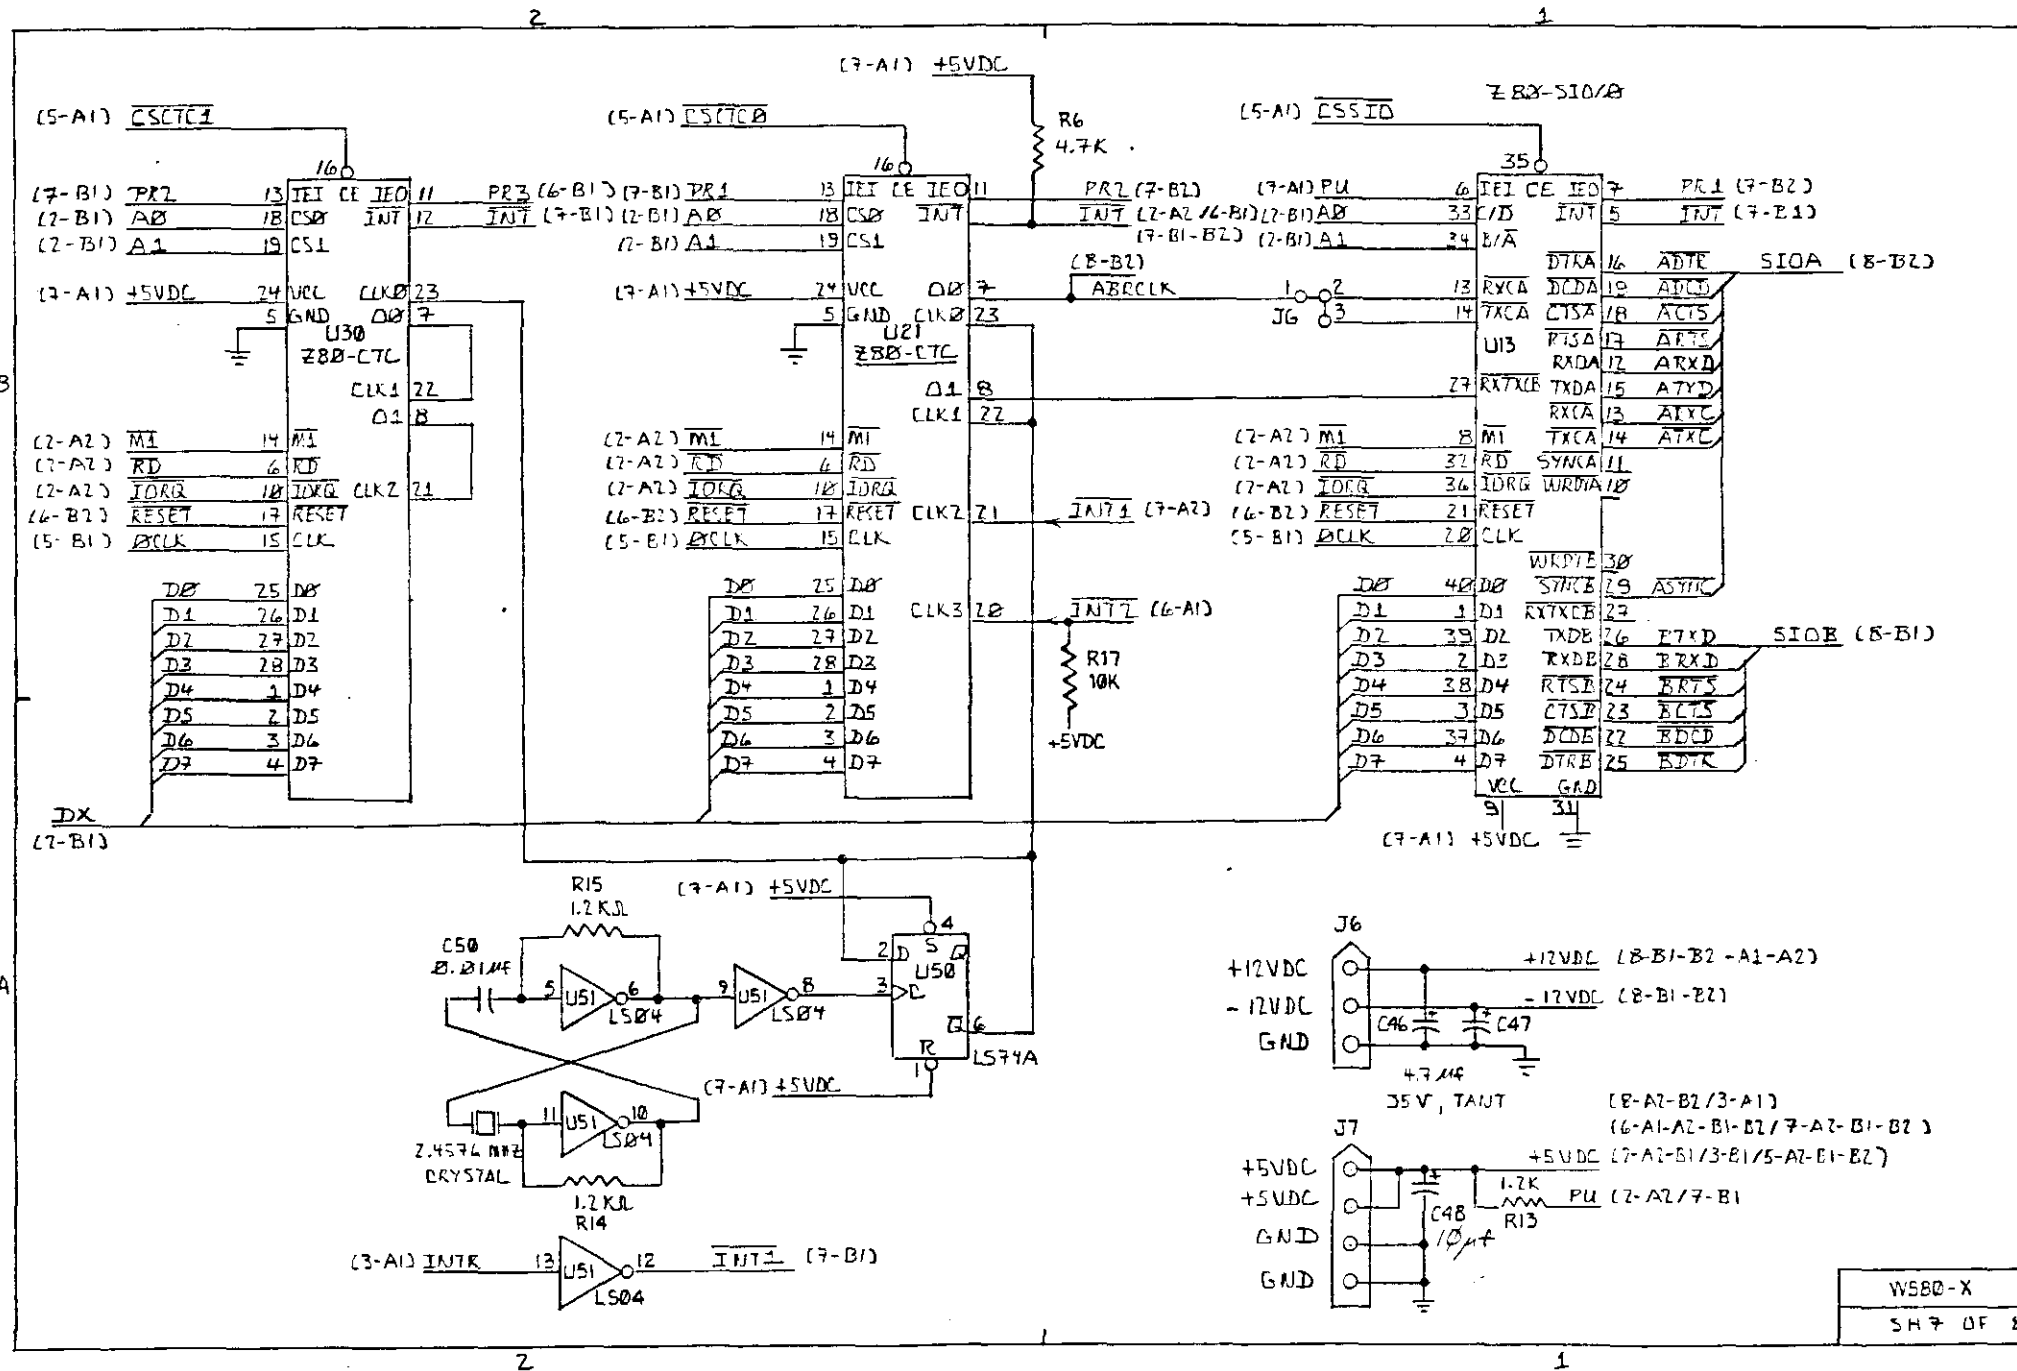 2 1
(7-A1) +5VDC
Z80-SIO/0
(5-A1) CSCTC1
(5-A1) CSCTC0
(5-A1) CSSIO
R6
4.7K
16
16
35
(7-B1) PR2 13 IEI CE IEO 11 PR3 (6-B1)
(2-B1) A0 18 CS0 INT 12 INT (7-B1)
(2-B1) A1 19 CS1
(7-A1) +5VDC 24 VCC CLK0 23
5 GND O0 7
U30
Z80-CTC
CLK1 22
O1 8
(2-A2) M1 14 M1
(2-A2) RD 6 RD
(2-A2) IORQ 10 IORQ CLK2 21
(6-B2) RESET 17 RESET
(5-B1) ØCLK 15 CLK
D0 25 D0
D1 26 D1
D2 27 D2
D3 28 D3
D4 1 D4
D5 2 D5
D6 3 D6
D7 4 D7
DX
(2-B1)
(7-B1) PR1 13 IEI CE IEO 11 PR2 (7-B2)
(2-B1) A0 18 CS0 INT INT (2-A2/6-B1)
(7-B1-B2)
(2-B1) A1 19 CS1
(8-B2)
(7-A1) +5VDC 24 VCC O0 7 ABRCLK
5 GND CLK0 23
U21
Z80-CTC
O1 8
CLK1 22
(2-A2) M1 14 M1
(2-A2) RD 6 RD
(2-A2) IORQ 10 IORQ
(6-B2) RESET 17 RESET CLK2 21 INT1 (7-A2)
(5-B1) ØCLK 15 CLK
D0 25 D0
D1 26 D1 CLK3 20 INT2 (6-A1)
D2 27 D2
D3 28 D3
D4 1 D4
D5 2 D5
D6 3 D6
D7 4 D7
R17
10K
+5VDC
1 2
J6 3
(7-A1) PU 6 IEI CE IEO 7 PR1 (7-B2)
(2-B1) A0 33 C/D INT 5 INT (7-B1)
(2-B1) A1 34 B/A
DTRA 16 ADTR SIOA (8-B2)
13 RXCA DCDA 19 ADCD
14 TXCA CTSA 18 ACTS
U13 RTSA 17 ARTS
RXDA 12 ARXD
27 RXTXCB TXDA 15 ATXD
RXCA 13 ARXC
(2-A2) M1 8 M1 TXCA 14 ATXC
(2-A2) RD 32 RD SYNCA 11
(2-A2) IORQ 36 IORQ WRDYA 10
(6-B2) RESET 21 RESET
(5-B1) ØCLK 20 CLK
WRDYB 30
D0 40 D0 SYNCB 29 ASYNC
D1 1 D1 RXTXCB 27
D2 39 D2 TXDB 26 BTXD SIOB (8-B1)
D3 2 D3 RXDB 28 BRXD
D4 38 D4 RTSB 24 BRTS
D5 3 D5 CTSB 23 BCTS
D6 37 D6 DCDB 22 BDCD
D7 4 D7 DTRB 25 BDTR
VCC GND
9 31
(7-A1) +5VDC
B
A
R15
1.2KΩ
C50
0.01µf
5 U51 6
LS04
9 U51 8
LS04
(7-A1) +5VDC
4
2 D S Q
U50
3 C
Q 6
R
1
LS74A
(7-A1) +5VDC
11 U51 10
LS04
2.4576 MHZ
CRYSTAL
1.2KΩ
R14
(3-A1) INTR 13 U51 12 INT1 (7-B1)
LS04
J6
+12VDC +12VDC (8-B1-B2-A1-A2)
-12VDC -12VDC (8-B1-B2)
C46 + + C47
GND
4.7µf
35V, TANT
(8-A2-B2/3-A1)
(6-A1-A2-B1-B2/7-A2-B1-B2)
J7
+5VDC +5VDC (2-A2-B1/3-B1/5-A2-B1-B2)
+5VDC + 1.2K PU (2-A2/7-B1
C48 R13
GND 10µf
GND
WS80-X
SH 7 OF 8
2 1